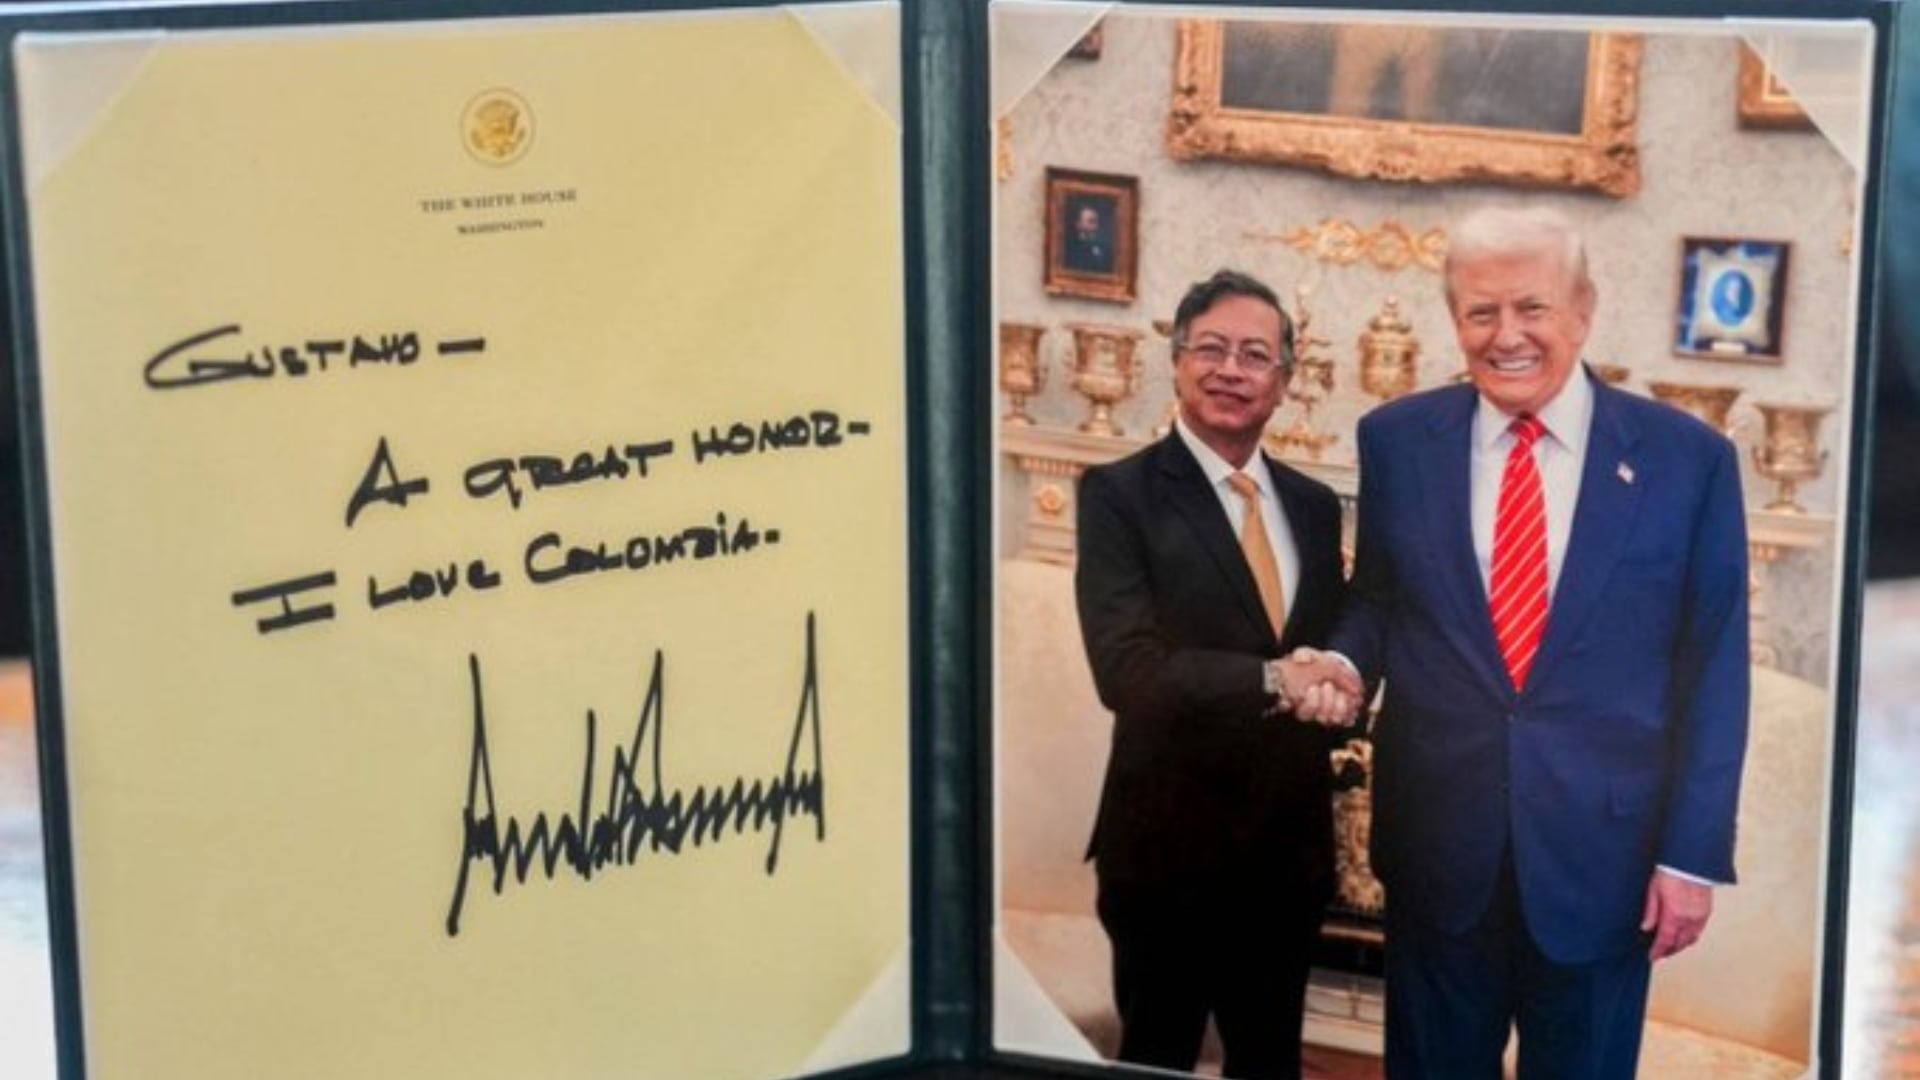 THE WHITE HOUSE
WASHINGTON
GUSTAVO —
A GREAT HONOR -
I LOVE COLOMBIA.